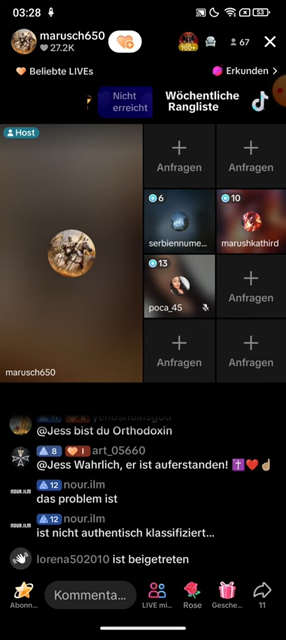 03:28
53
marusch650
27.2K
100+
67
Beliebte LIVEs
Erkunden >
Nicht
erreicht
Wöchentliche
Rangliste
Host
Anfragen
Anfragen
6
serbiennume...
10
marushkathird
13
poca_45
Anfragen
marusch650
Anfragen
Anfragen
@Jess bist du Orthodoxin
8 1 art_05660
@Jess Wahrlich, er ist auferstanden! ✝️❤️☝🏼
12 nour.ilm
das problem ist
12 nour.ilm
ist nicht authentisch klassifiziert...
lorena502010 ist beigetreten
Abonn...
Kommenta...
LIVE mi...
Rose
Gesche...
11